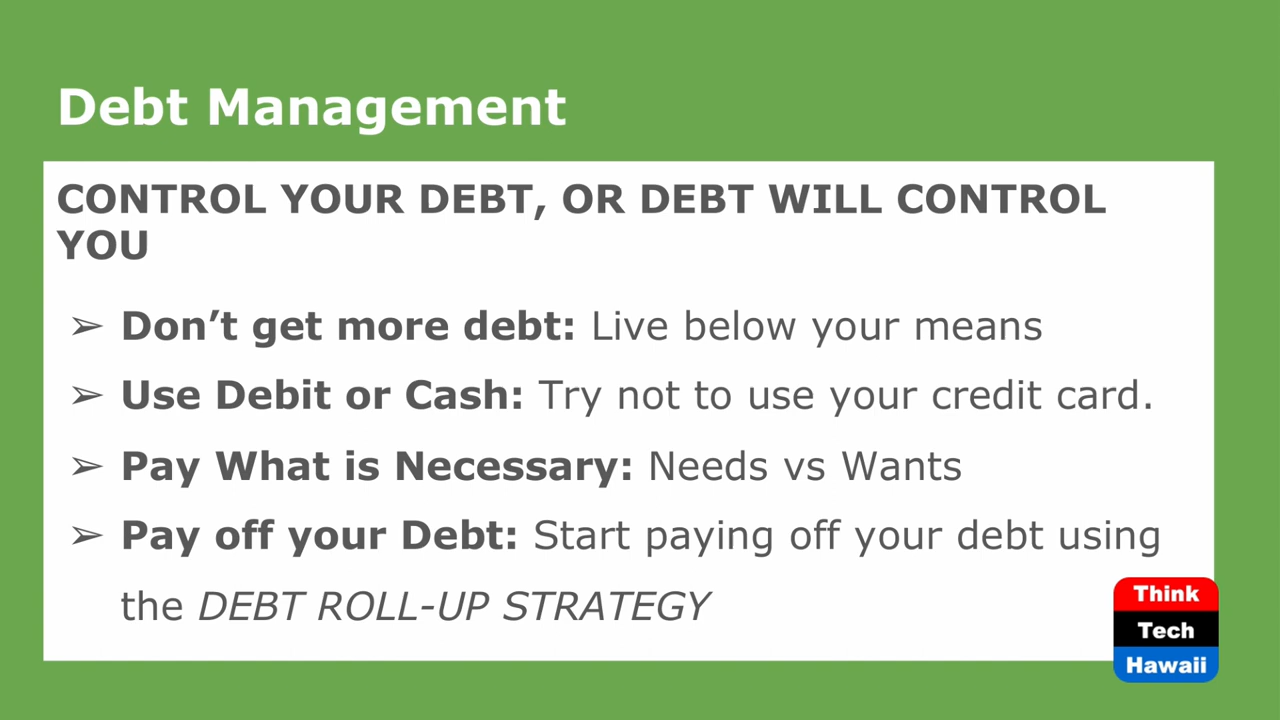 Debt Management
CONTROL YOUR DEBT, OR DEBT WILL CONTROL
YOU
➢ Don’t get more debt: Live below your means
➢ Use Debit or Cash: Try not to use your credit card.
➢ Pay What is Necessary: Needs vs Wants
➢ Pay off your Debt: Start paying off your debt using
the DEBT ROLL-UP STRATEGY
Think
Tech
Hawaii